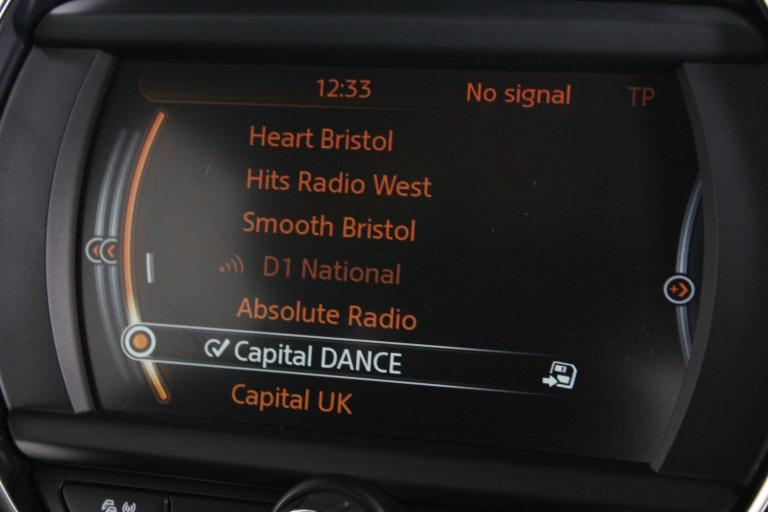 12:33 No signal TP
Heart Bristol
Hits Radio West
Smooth Bristol
D1 National
Absolute Radio
Capital DANCE
Capital UK